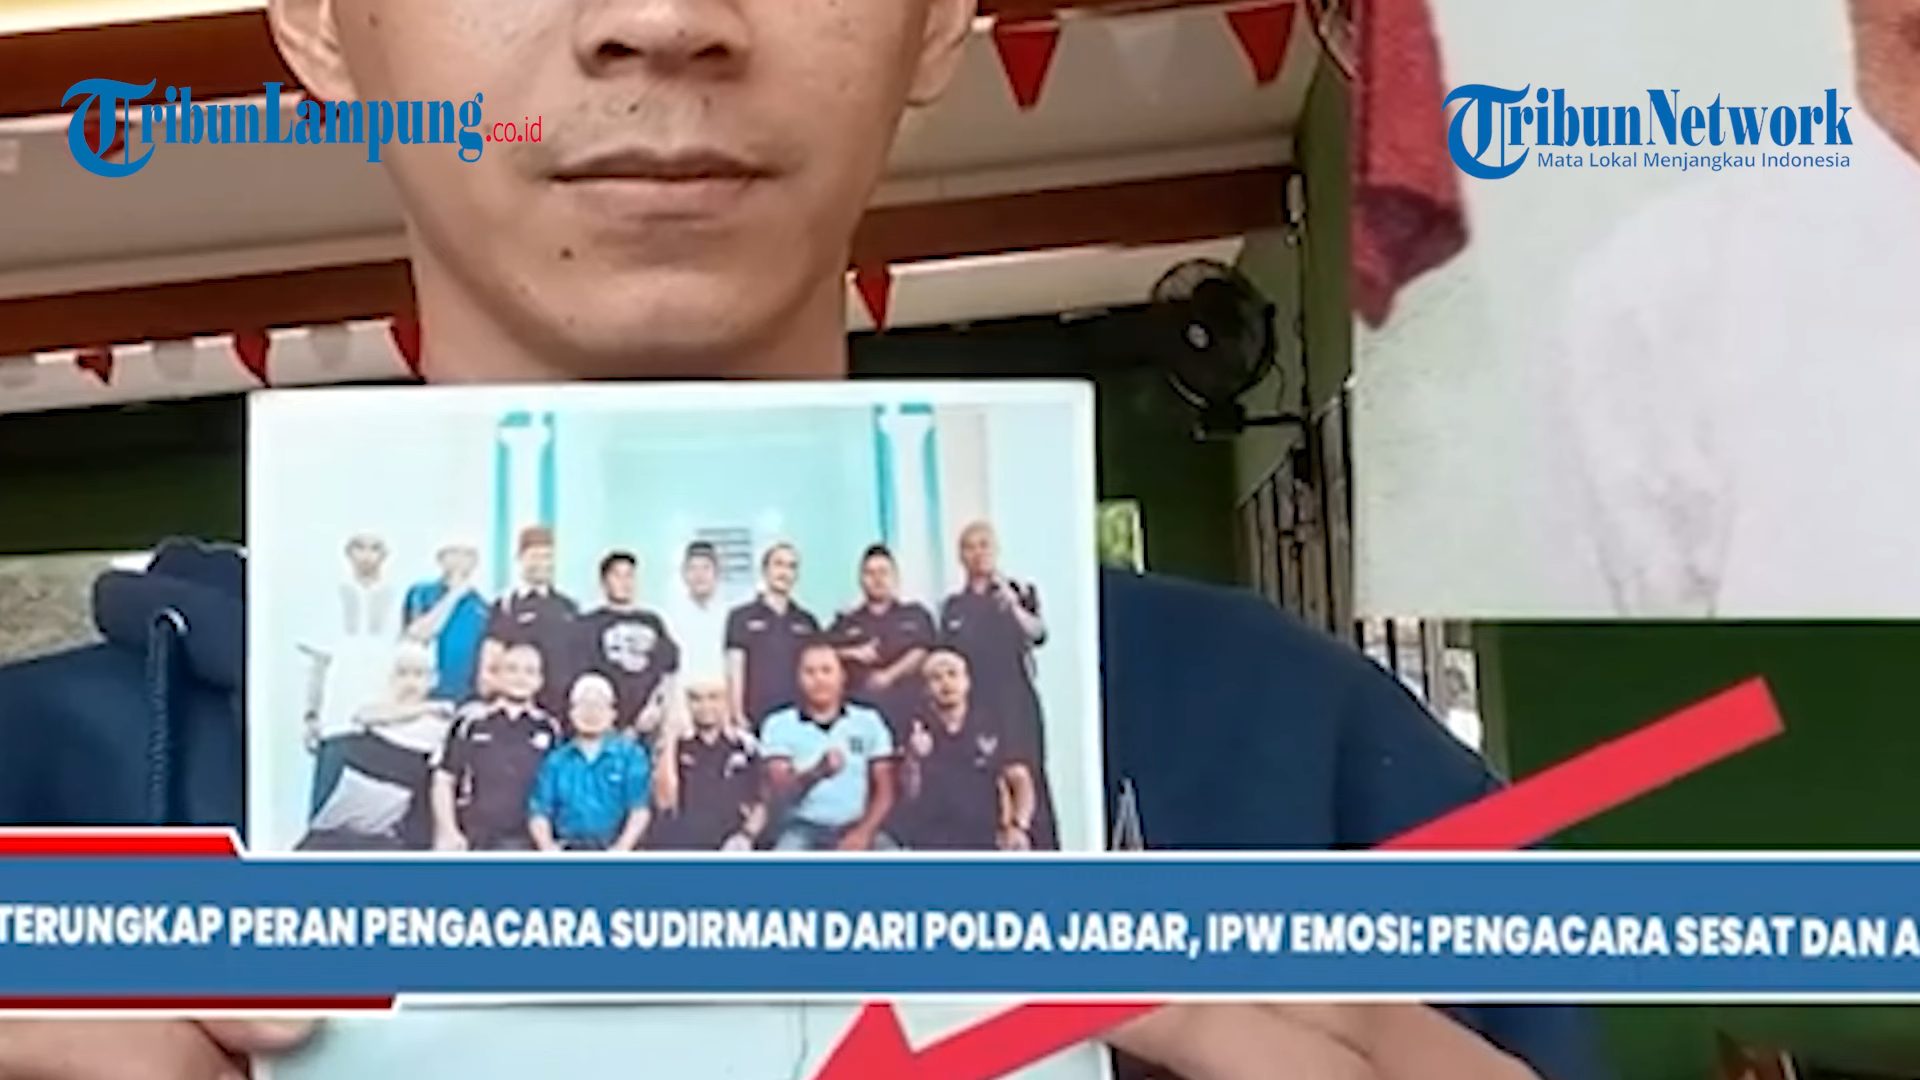 TribunLampung.co.id
TribunNetwork
Mata Lokal Menjangkau Indonesia
TERUNGKAP PERAN PENGACARA SUDIRMAN DARI POLDA JABAR, IPW EMOSI: PENGACARA SESAT DAN A